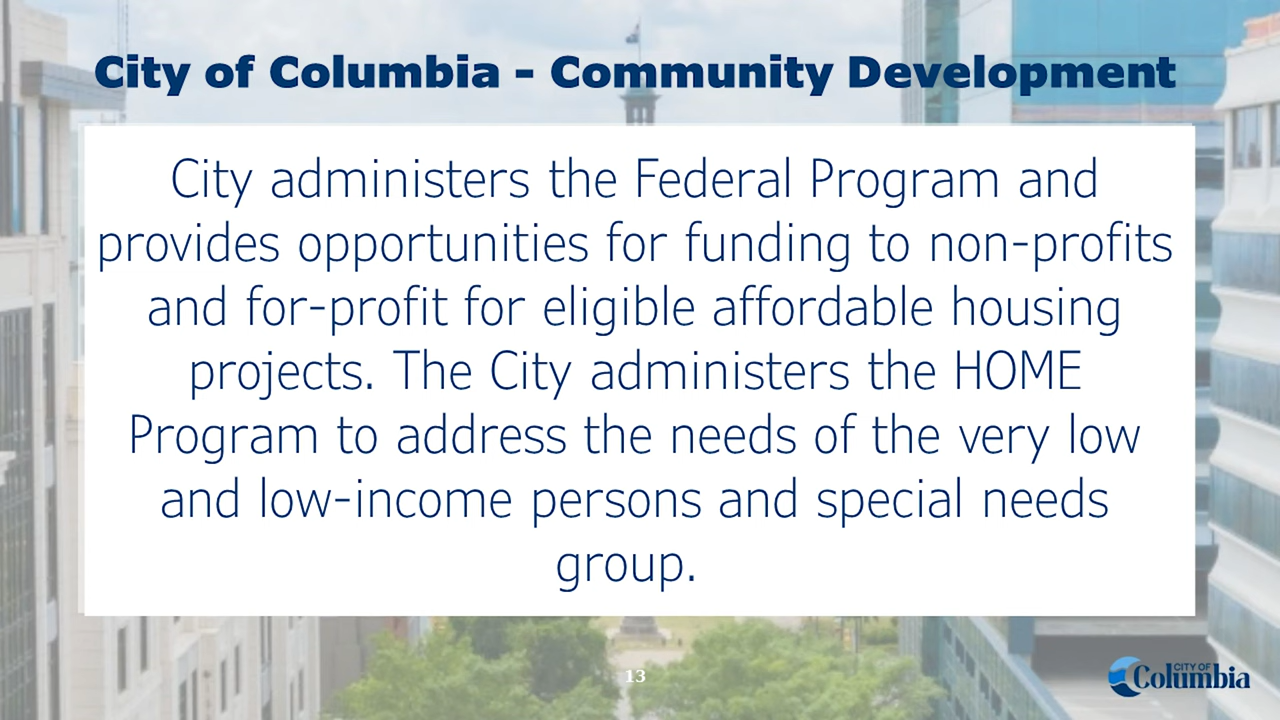 City of Columbia - Community Development
City administers the Federal Program and
provides opportunities for funding to non-profits
and for-profit for eligible affordable housing
projects. The City administers the HOME
Program to address the needs of the very low
and low-income persons and special needs
group.
13
CITY OF
Columbia